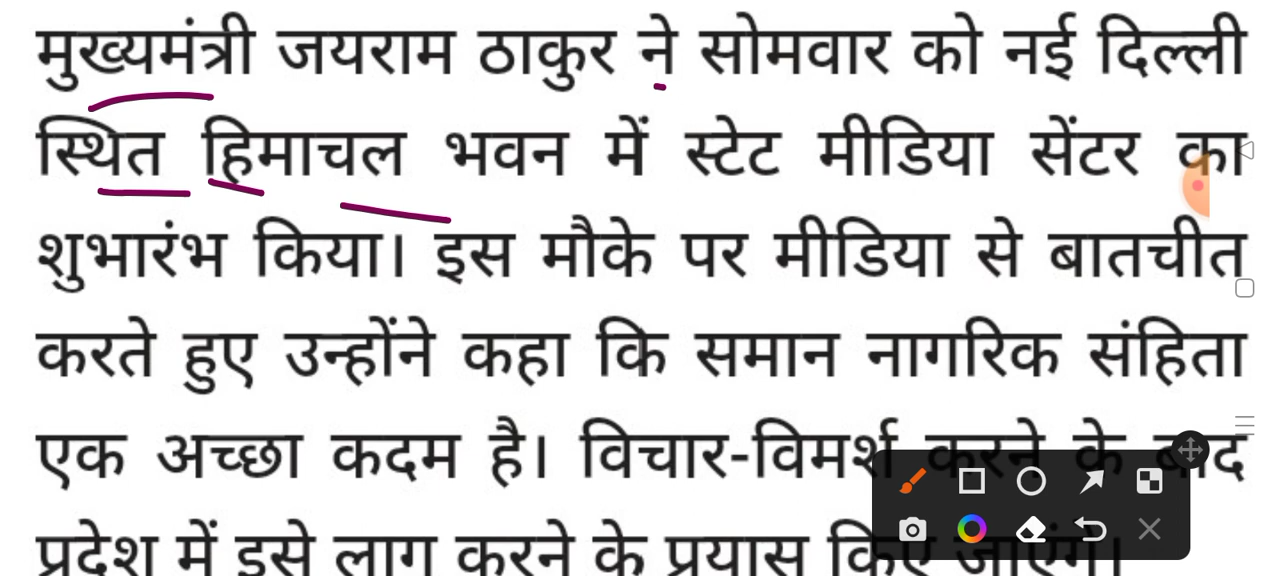 मुख्यमंत्री जयराम ठाकुर ने सोमवार को नई दिल्ली
स्थित हिमाचल भवन में स्टेट मीडिया सेंटर का
शुभारंभ किया। इस मौके पर मीडिया से बातचीत
करते हुए उन्होंने कहा कि समान नागरिक संहिता
एक अच्छा कदम है। विचार-विमर्श करने के बाद
प्रदेश में इसे लागू करने के प्रयास किए जाएंगे।